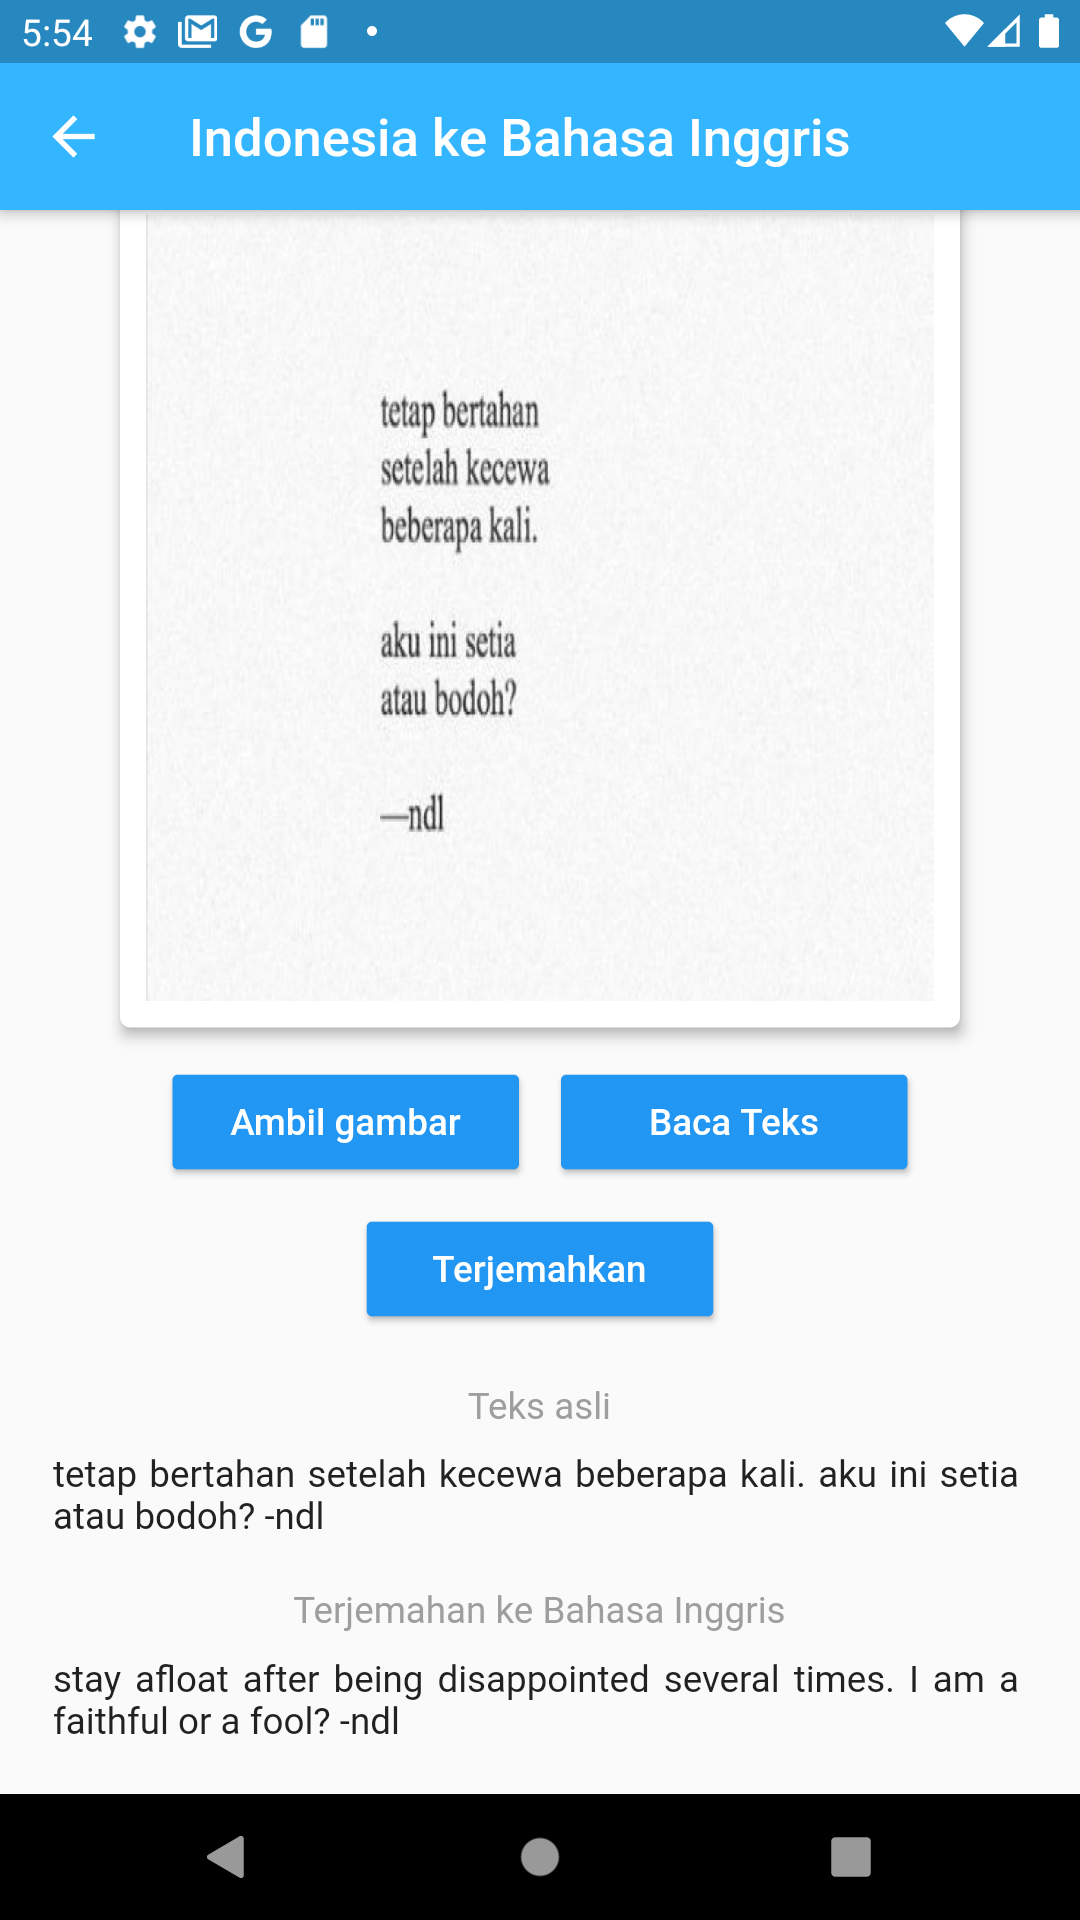 5:54
Indonesia ke Bahasa Inggris
tetap bertahan
setelah kecewa
beberapa kali.
aku ini setia
atau bodoh?
—ndl
Ambil gambar
Baca Teks
Terjemahkan
Teks asli
tetap bertahan setelah kecewa beberapa kali. aku ini setia
atau bodoh? -ndl
Terjemahan ke Bahasa Inggris
stay afloat after being disappointed several times. I am a
faithful or a fool? -ndl